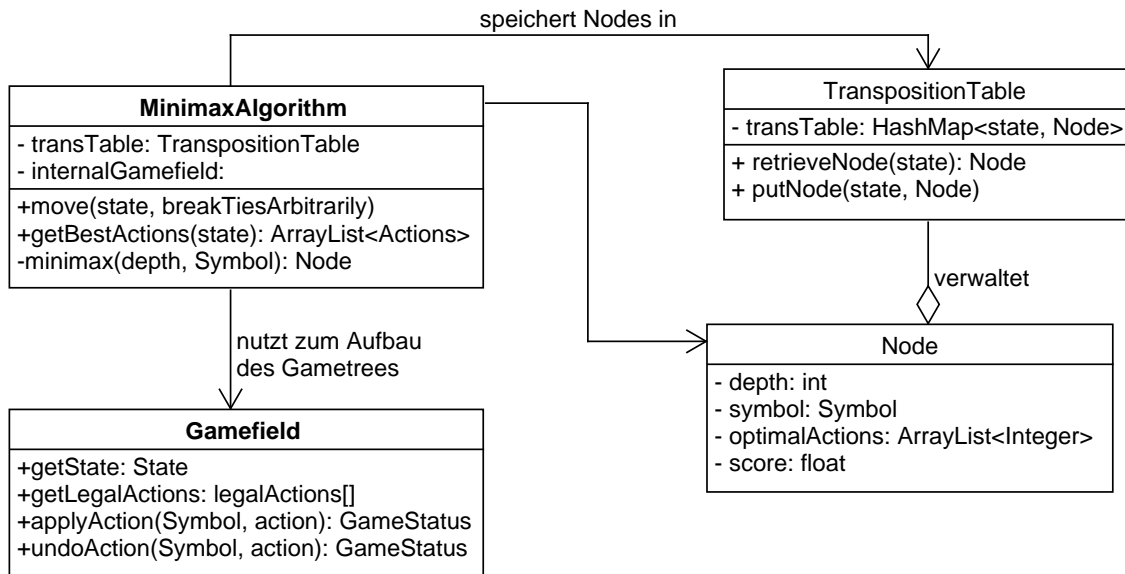 speichert Nodes in
MinimaxAlgorithm
- transTable: TranspositionTable
- internalGamefield:
+move(state, breakTiesArbitrarily)
+getBestActions(state): ArrayList<Actions>
-minimax(depth, Symbol): Node
TranspositionTable
- transTable: HashMap<state, Node>
+ retrieveNode(state): Node
+ putNode(state, Node)
verwaltet
nutzt zum Aufbau
des Gametrees
Node
- depth: int
- symbol: Symbol
- optimalActions: ArrayList<Integer>
- score: float
Gamefield
+getState: State
+getLegalActions: legalActions[]
+applyAction(Symbol, action): GameStatus
+undoAction(Symbol, action): GameStatus